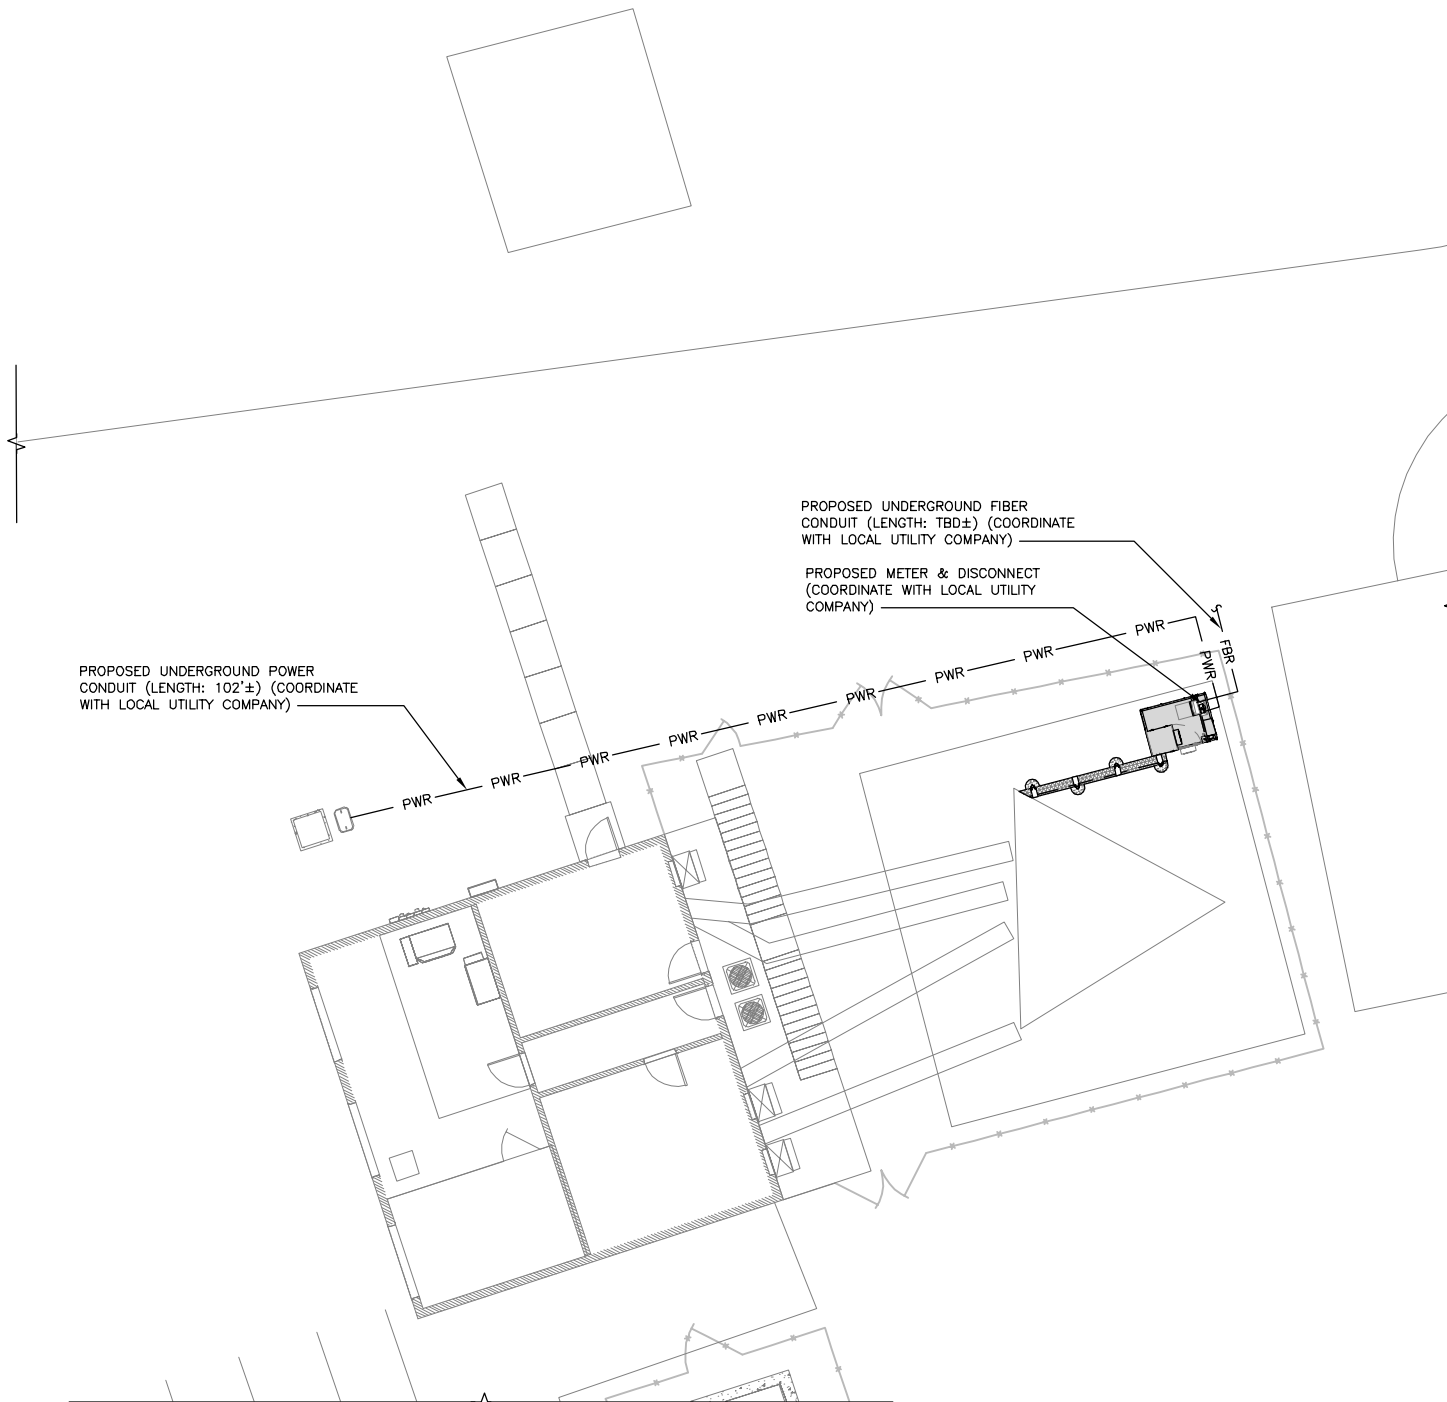 PROPOSED UNDERGROUND FIBER
CONDUIT (LENGTH: TBD±) (COORDINATE
WITH LOCAL UTILITY COMPANY)
PROPOSED METER & DISCONNECT
(COORDINATE WITH LOCAL UTILITY
COMPANY)
PROPOSED UNDERGROUND POWER
CONDUIT (LENGTH: 102'±) (COORDINATE
WITH LOCAL UTILITY COMPANY)
PWR
PWR
PWR
PWR
PWR
PWR
PWR
PWR
PWR
PWR
FBR